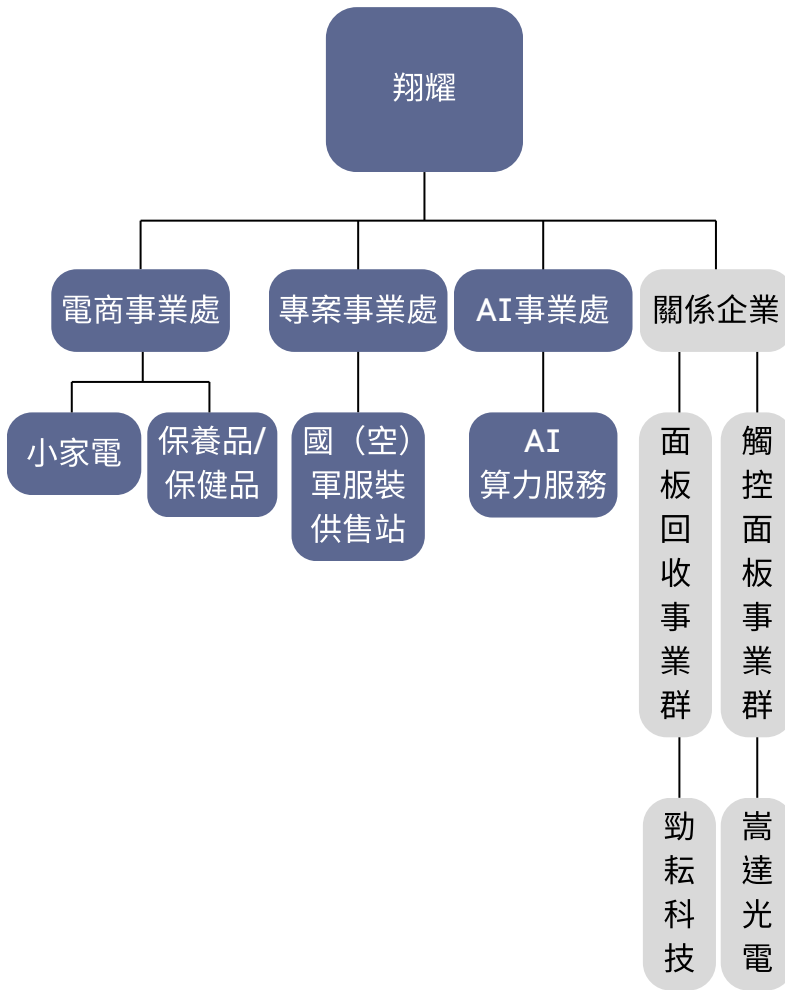 翔耀
電商事業處
專案事業處
AI事業處
關係企業
小家電
保養品/
保健品
國（空）
軍服裝
供售站
AI
算力服務
面板回收事業群
觸控面板事業群
勁耘科技
嵩達光電